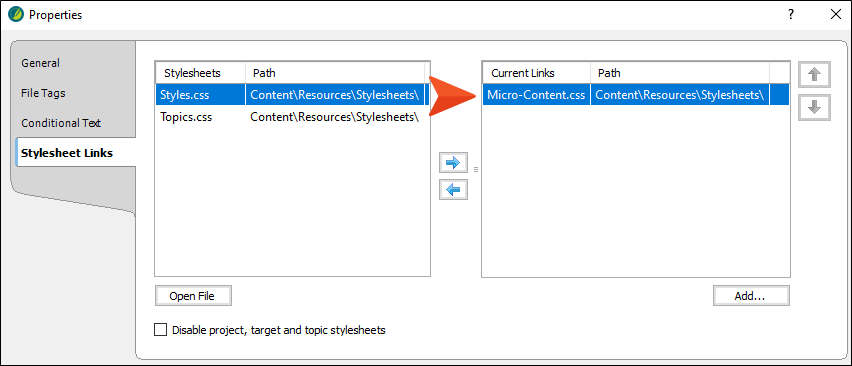 Properties
?
General
File Tags
Conditional Text
Stylesheet Links
Stylesheets Path
Styles.css Content\Resources\Stylesheets\
Topics.css Content\Resources\Stylesheets\
Current Links Path
Micro-Content.css Content\Resources\Stylesheets\
Open File
Add...
Disable project, target and topic stylesheets